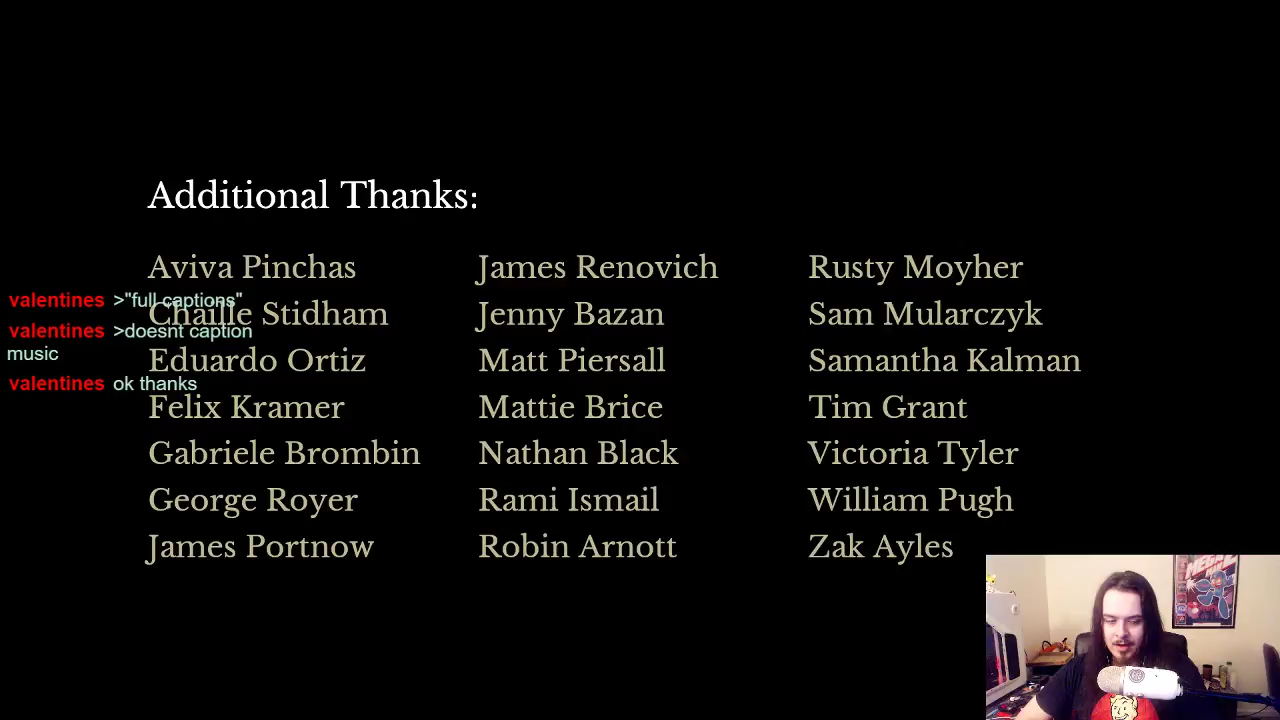 Additional Thanks:
Aviva Pinchas
Chaille Stidham
Eduardo Ortiz
Felix Kramer
Gabriele Brombin
George Royer
James Portnow
James Renovich
Jenny Bazan
Matt Piersall
Mattie Brice
Nathan Black
Rami Ismail
Robin Arnott
Rusty Moyher
Sam Mularczyk
Samantha Kalman
Tim Grant
Victoria Tyler
William Pugh
Zak Ayles
valentines >"full captions"
valentines >doesnt caption
music
valentines ok thanks
MEGA
MAN